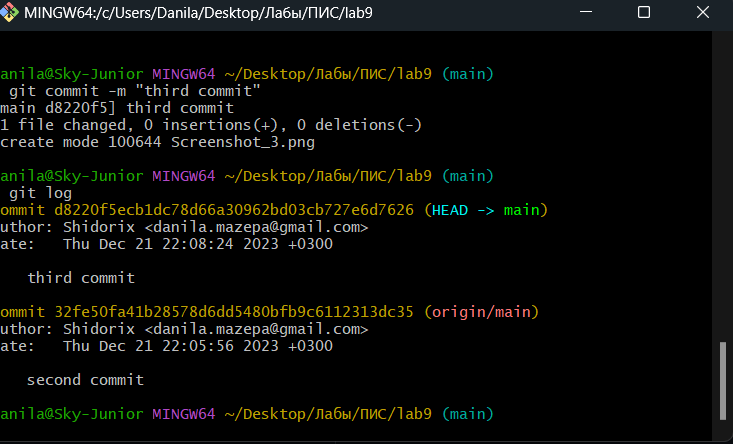 MINGW64:/c/Users/Danila/Desktop/Лабы/ПИС/lab9
anila@Sky-Junior MINGW64 ~/Desktop/Лабы/ПИС/lab9 (main)
git commit -m "third commit"
main d8220f5] third commit
1 file changed, 0 insertions(+), 0 deletions(-)
create mode 100644 Screenshot_3.png
anila@Sky-Junior MINGW64 ~/Desktop/Лабы/ПИС/lab9 (main)
git log
ommit d8220f5ecb1dc78d66a30962bd03cb727e6d7626 (HEAD -> main)
uthor: Shidorix <danila.mazepa@gmail.com>
ate:   Thu Dec 21 22:08:24 2023 +0300
third commit
ommit 32fe50fa41b28578d6dd5480bfb9c6112313dc35 (origin/main)
uthor: Shidorix <danila.mazepa@gmail.com>
ate:   Thu Dec 21 22:05:56 2023 +0300
second commit
anila@Sky-Junior MINGW64 ~/Desktop/Лабы/ПИС/lab9 (main)